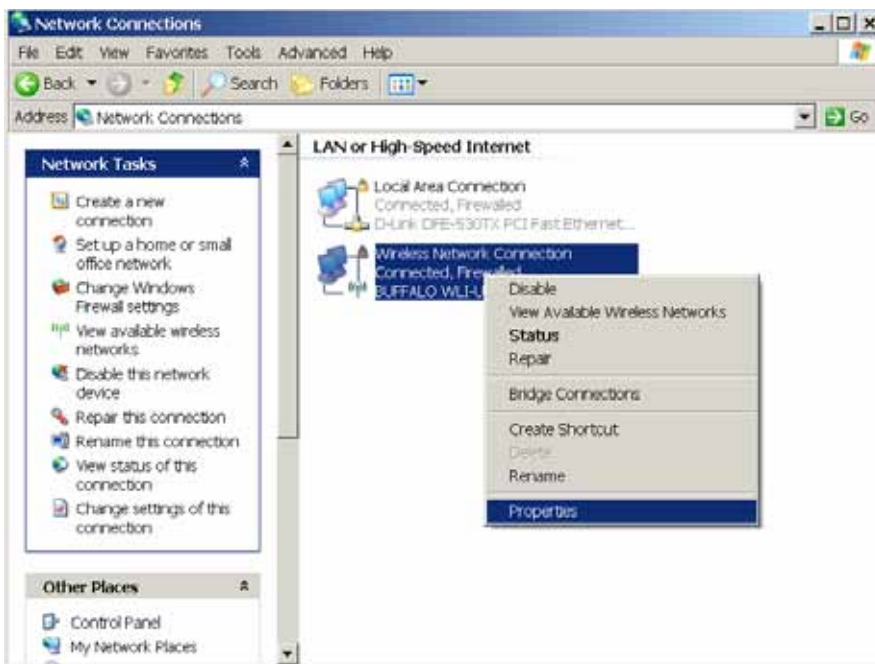 Network Connections
File Edit View Favorites Tools Advanced Help
Back Search Folders
Address Network Connections Go
Network Tasks
Create a new
connection
Set up a home or small
office network
Change Windows
Firewall settings
View available wireless
networks
Disable this network
device
Repair this connection
Rename this connection
View status of this
connection
Change settings of this
connection
Other Places
Control Panel
My Network Places
LAN or High-Speed Internet
Local Area Connection
Connected, Firewalled
D-Link DFE-530TX PCI Fast Ethernet...
Wireless Network Connection
Connected, Firewalled
BUFFALO WLI-U
Disable
View Available Wireless Networks
Status
Repair
Bridge Connections
Create Shortcut
Delete
Rename
Properties